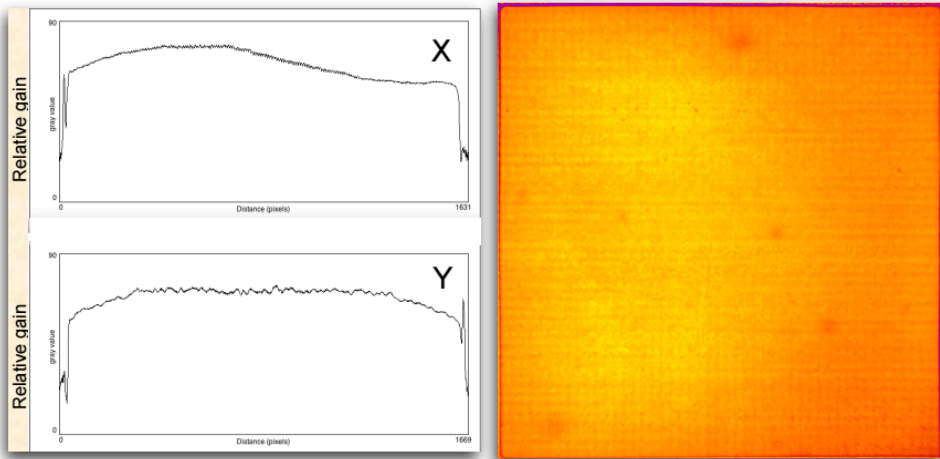 90
X
Relative gain
gray value
0
0
Distance (pixels)
1631
90
Y
Relative gain
gray value
0
0
Distance (pixels)
1669